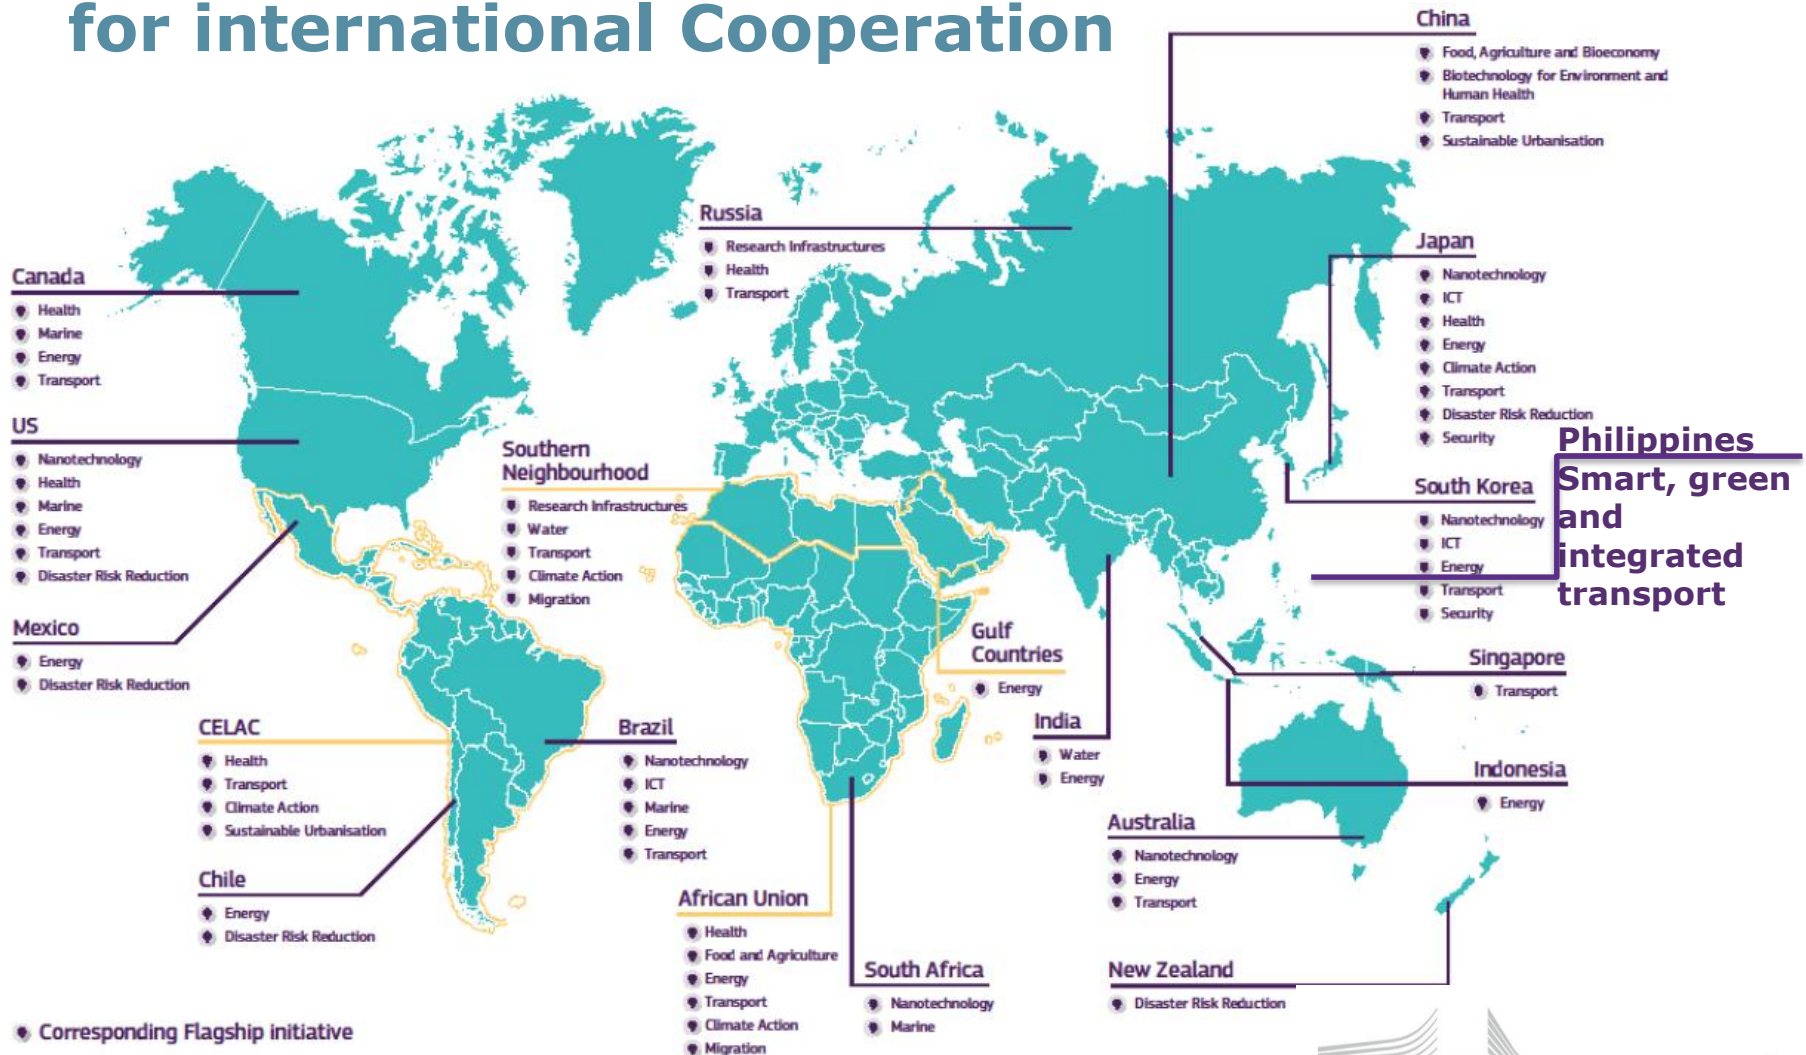 for international Cooperation
China
Food, Agriculture and Bioeconomy
Biotechnology for Environment and
Human Health
Transport
Sustainable Urbanisation
Russia
Research Infrastructures
Health
Transport
Japan
Nanotechnology
ICT
Health
Energy
Climate Action
Transport
Disaster Risk Reduction
Security
Canada
Health
Marine
Energy
Transport
US
Nanotechnology
Health
Marine
Energy
Transport
Disaster Risk Reduction
Southern
Neighbourhood
Research Infrastructures
Water
Transport
Climate Action
Migration
Philippines
Smart, green
and
integrated
transport
South Korea
Nanotechnology
ICT
Energy
Transport
Security
Mexico
Energy
Disaster Risk Reduction
Gulf
Countries
Energy
Singapore
Transport
CELAC
Health
Transport
Climate Action
Sustainable Urbanisation
Brazil
Nanotechnology
ICT
Marine
Energy
Transport
India
Water
Energy
Indonesia
Energy
Australia
Nanotechnology
Energy
Transport
Chile
Energy
Disaster Risk Reduction
African Union
Health
Food and Agriculture
Energy
Transport
Climate Action
Migration
South Africa
Nanotechnology
Marine
New Zealand
Disaster Risk Reduction
Corresponding Flagship initiative